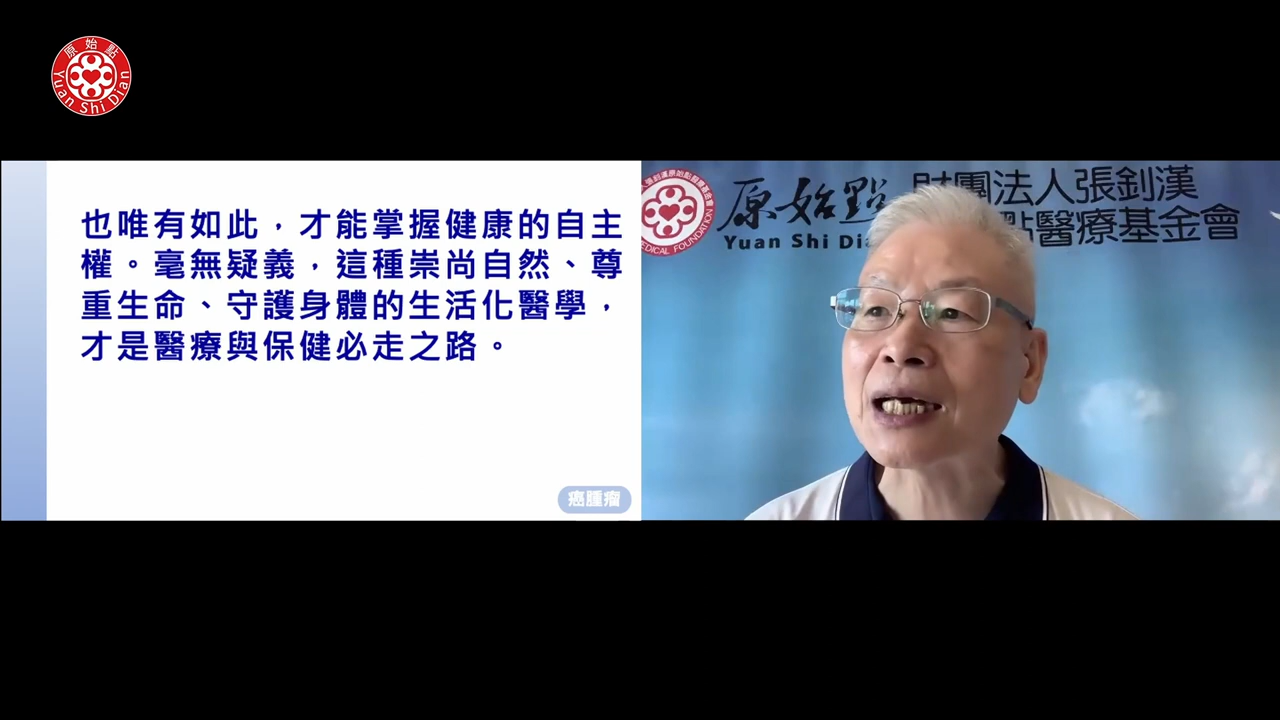 原始點
Yuan Shi Dian
也唯有如此，才能掌握健康的自主
權。毫無疑義，這種崇尚自然、尊
重生命、守護身體的生活化醫學，
才是醫療與保健必走之路。
癌腫瘤
原始點
Yuan Shi Dia
財團法人張釗漢
點醫療基金會